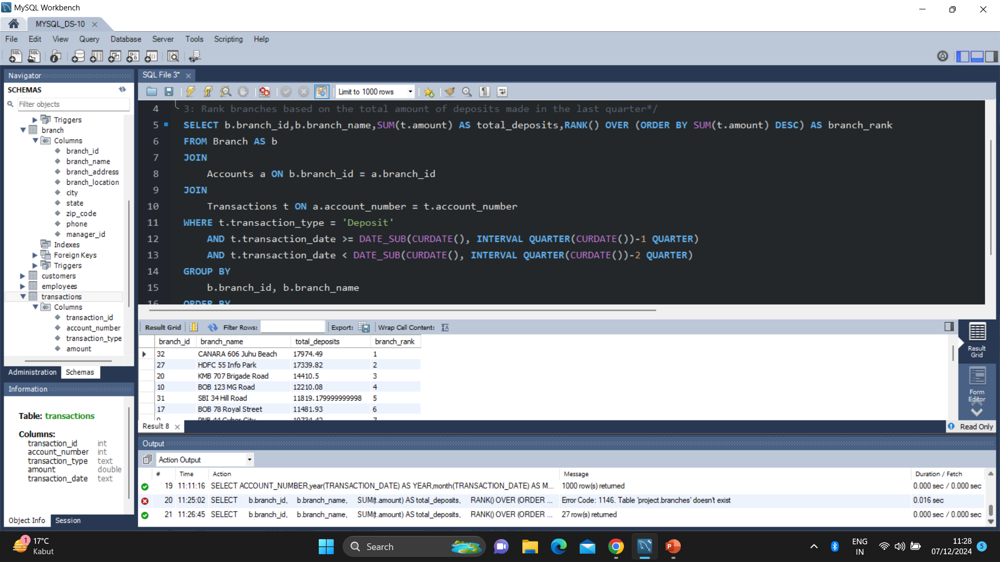 MySQL Workbench
MYSQL_DS-10
File Edit View Query Database Server Tools Scripting Help
Navigator
SCHEMAS
Filter objects
Triggers
branch
Columns
branch_id
branch_name
branch_address
branch_location
city
state
zip_code
phone
manager_id
Indexes
Foreign Keys
Triggers
customers
employees
transactions
Columns
transaction_id
account_number
transaction_type
amount
Administration Schemas
Information
Table: transactions
Columns:
transaction_id int
account_number int
transaction_type text
amount double
transaction_date text
Object Info Session
SQL File 3*
Limit to 1000 rows
4 3: Rank branches based on the total amount of deposits made in the last quarter*/
5 SELECT b.branch_id,b.branch_name,SUM(t.amount) AS total_deposits,RANK() OVER (ORDER BY SUM(t.amount) DESC) AS branch_rank
6 FROM Branch AS b
7 JOIN
8 Accounts a ON b.branch_id = a.branch_id
9 JOIN
10 Transactions t ON a.account_number = t.account_number
11 WHERE t.transaction_type = 'Deposit'
12 AND t.transaction_date >= DATE_SUB(CURDATE(), INTERVAL QUARTER(CURDATE())-1 QUARTER)
13 AND t.transaction_date < DATE_SUB(CURDATE(), INTERVAL QUARTER(CURDATE())-2 QUARTER)
14 GROUP BY
15 b.branch_id, b.branch_name
16 ORDER BY
Result Grid Filter Rows: Export: Wrap Cell Content:
branch_id branch_name total_deposits branch_rank
32 CANARA 606 Juhu Beach 17974.49 1
27 HDFC 55 Info Park 17339.82 2
20 KMB 707 Brigade Road 14410.5 3
10 BOB 123 MG Road 12210.08 4
31 SBI 34 Hill Road 11819.179999999998 5
17 BOB 78 Royal Street 11481.93 6
9 PNB 44 Cyber City 10734.42 7
Result Grid
Form Editor
Result 8
Read Only
Output
Action Output
# Time Action Message Duration / Fetch
19 11:11:16 SELECT ACCOUNT_NUMBER,year(TRANSACTION_DATE) AS YEAR,month(TRANSACTION_DATE) AS M... 1000 row(s) returned 0.000 sec / 0.000 sec
20 11:25:02 SELECT b.branch_id, b.branch_name, SUM(t.amount) AS total_deposits, RANK() OVER (ORDER ... Error Code: 1146. Table 'project.branches' doesn't exist 0.016 sec
21 11:26:45 SELECT b.branch_id, b.branch_name, SUM(t.amount) AS total_deposits, RANK() OVER (ORDER ... 27 row(s) returned 0.000 sec / 0.000 sec
1 17°C
Kabut
Search
ENG
IN
11:28
07/12/2024
5